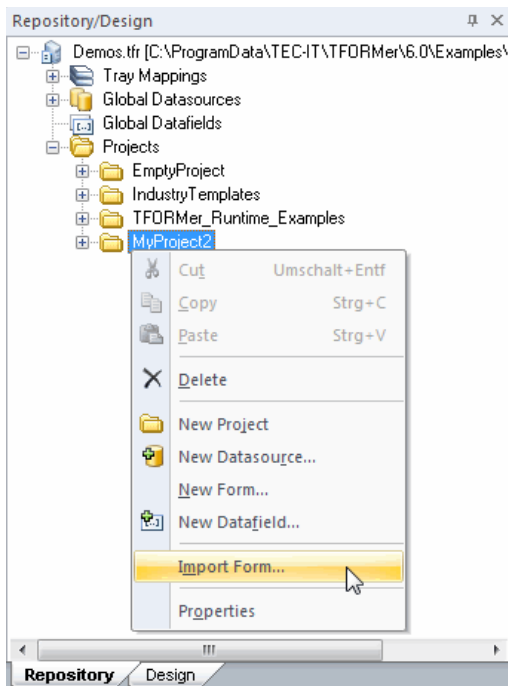 Repository/Design
Demos.tfr [C:\ProgramData\TEC-IT\TFORMer\6.0\Examples\
Tray Mappings
Global Datasources
Global Datafields
Projects
EmptyProject
IndustryTemplates
TFORMer_Runtime_Examples
MyProject2
Cut Umschalt+Entf
Copy Strg+C
Paste Strg+V
Delete
New Project
New Datasource...
New Form...
New Datafield...
Import Form...
Properties
Repository Design